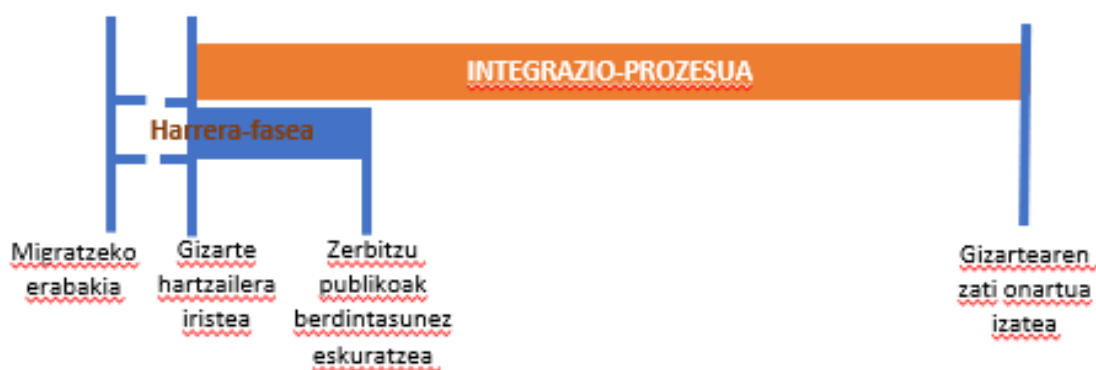 INTEGRAZIO-PROZESUA
Harrera-fasea
Migratzeko
erabakia
Gizarte
hartzailera
iristea
Zerbitzu
publikoak
berdintasunez
eskuratzea
Gizartearen
zati onartua
izatea